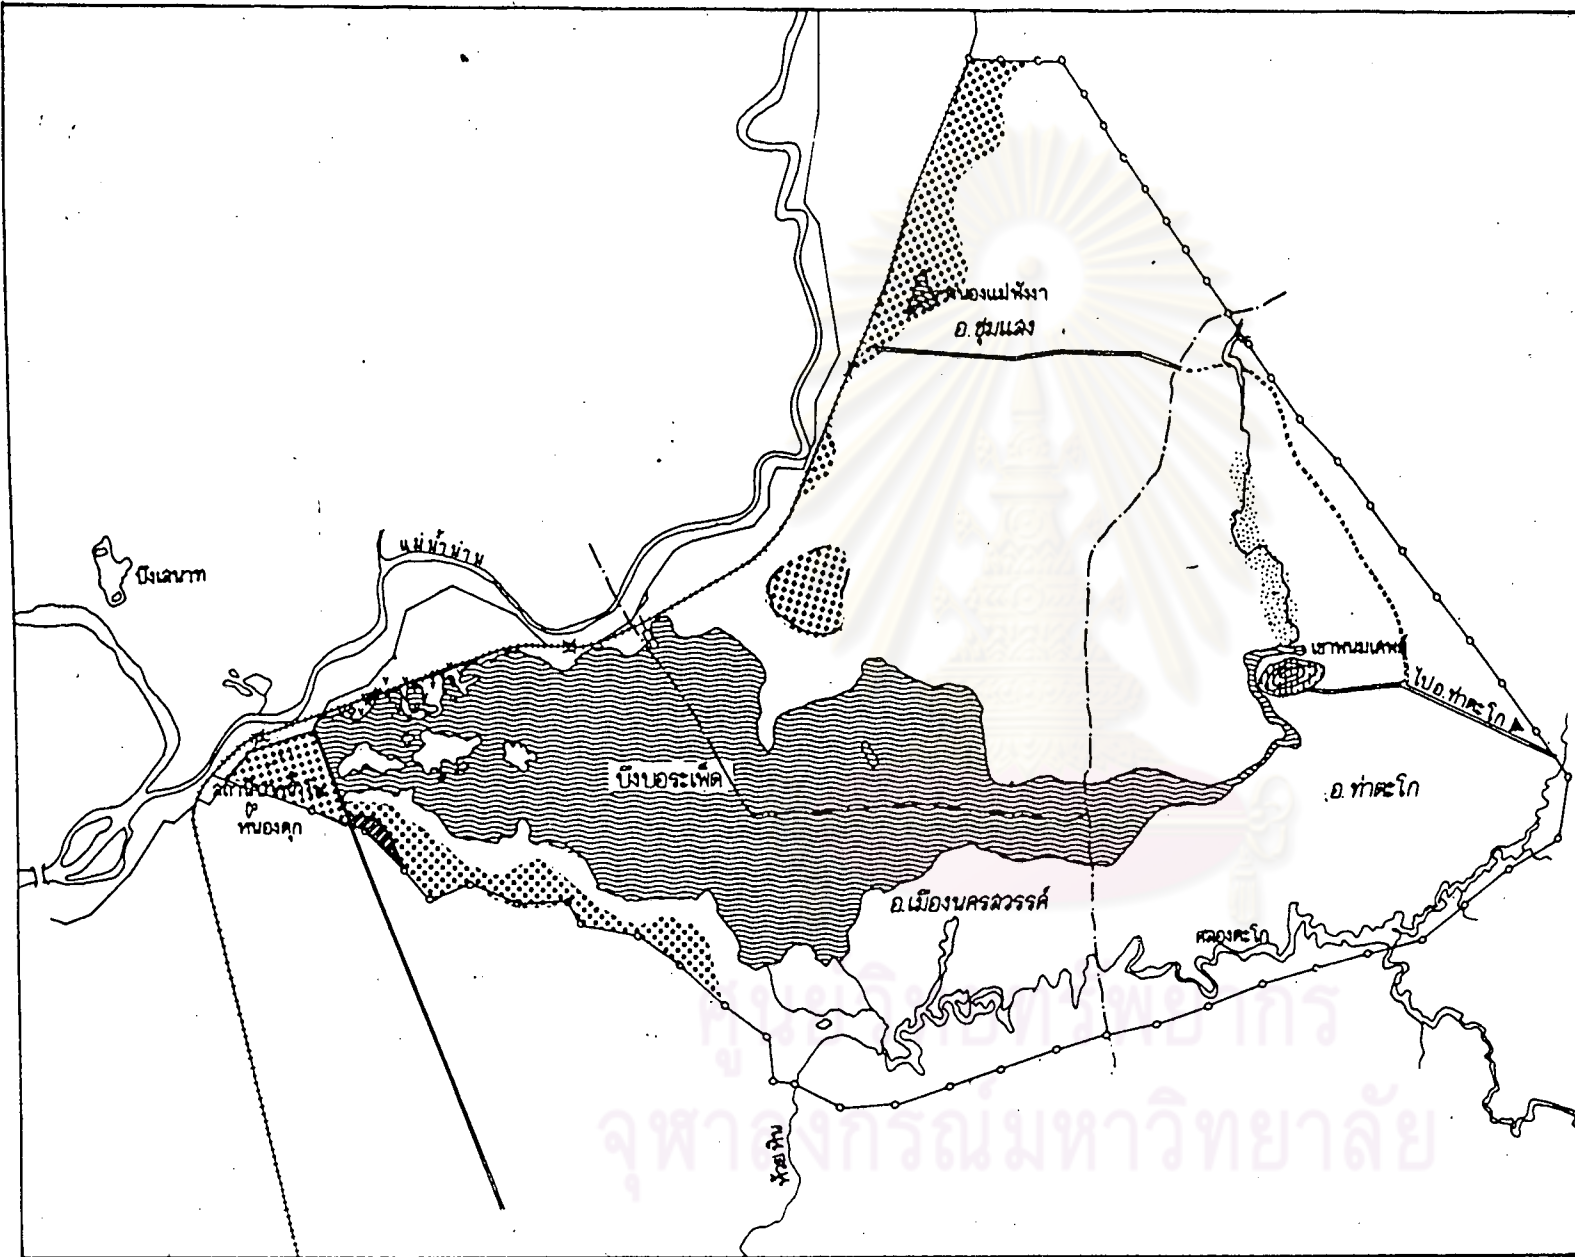 หนองแม่พังงา
อ.ชุมแสง
แม่น้ำน่าน
บึงเสนาท
เขาพนมเศษ
ไป อ.ท่าตะโก
บึงบอระเพ็ด
อ.ท่าตะโก
หนองดุก
อ.เมืองนครสวรรค์
คลองตะโก
ห้วยหิน
ศูนย์วิทยทรัพยากร
จุฬาลงกรณ์มหาวิทยาลัย